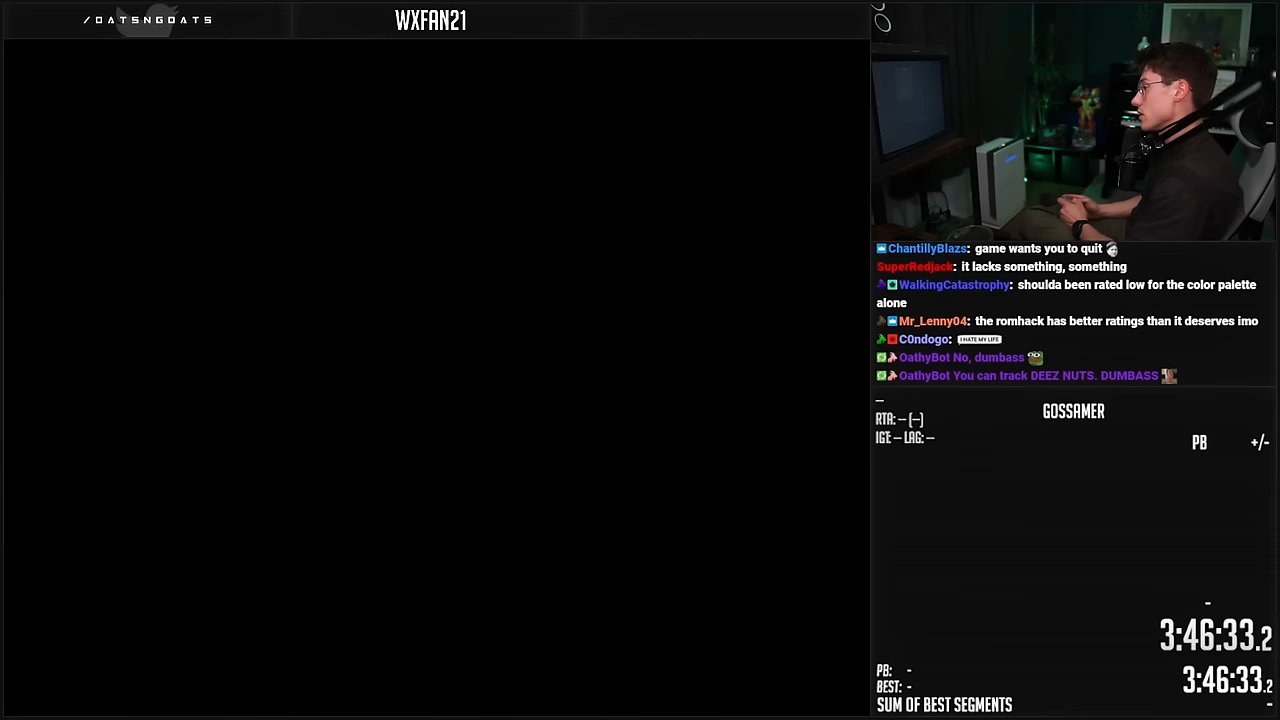 /OATSNGOATS
WXFAN21
ChantillyBlazs: game wants you to quit
SuperRedjack: it lacks something, something
WalkingCatastrophy: shoulda been rated low for the color palette
alone
Mr_Lenny04: the romhack has better ratings than it deserves imo
C0ndogo: I HATE MY LIFE
OathyBot No, dumbass
OathyBot You can track DEEZ NUTS. DUMBASS
—
RTA: — (—)
IGT: — LAG: —
GOSSAMER
PB +/-
-
3:46:33.2
PB: -
BEST: -
3:46:33.2
SUM OF BEST SEGMENTS -